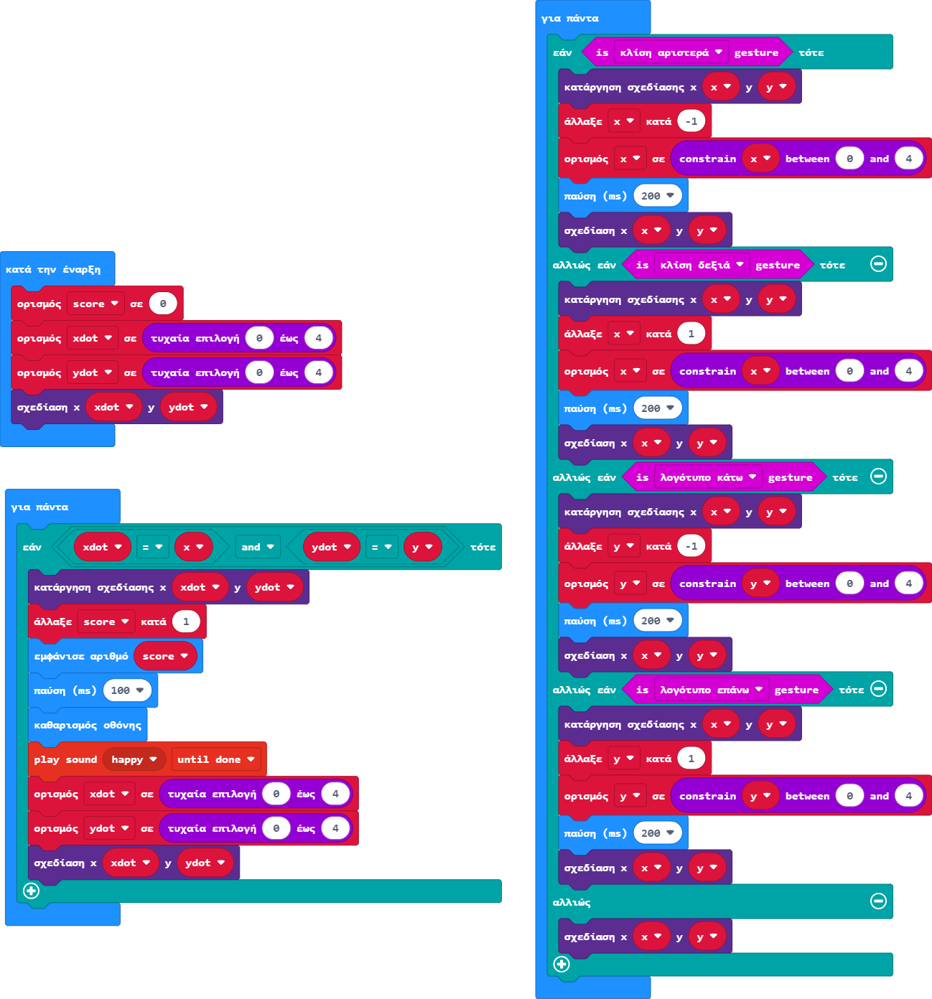 κατά την έναρξη
ορισμός score σε 0
ορισμός xdot σε τυχαία επιλογή 0 έως 4
ορισμός ydot σε τυχαία επιλογή 0 έως 4
σχεδίαση x xdot y ydot
για πάντα
εάν xdot = x and ydot = y τότε
κατάργηση σχεδίασης x xdot y ydot
άλλαξε score κατά 1
εμφάνισε αριθμό score
παύση (ms) 100
καθαρισμός οθόνης
play sound happy until done
ορισμός xdot σε τυχαία επιλογή 0 έως 4
ορισμός ydot σε τυχαία επιλογή 0 έως 4
σχεδίαση x xdot y ydot
για πάντα
εάν is κλίση αριστερά gesture τότε
κατάργηση σχεδίασης x x y y
άλλαξε x κατά -1
ορισμός x σε constrain x between 0 and 4
παύση (ms) 200
σχεδίαση x x y y
αλλιώς εάν is κλίση δεξιά gesture τότε
κατάργηση σχεδίασης x x y y
άλλαξε x κατά 1
ορισμός x σε constrain x between 0 and 4
παύση (ms) 200
σχεδίαση x x y y
αλλιώς εάν is λογότυπο κάτω gesture τότε
κατάργηση σχεδίασης x x y y
άλλαξε y κατά -1
ορισμός y σε constrain y between 0 and 4
παύση (ms) 200
σχεδίαση x x y y
αλλιώς εάν is λογότυπο επάνω gesture τότε
κατάργηση σχεδίασης x x y y
άλλαξε y κατά 1
ορισμός y σε constrain y between 0 and 4
παύση (ms) 200
σχεδίαση x x y y
αλλιώς
σχεδίαση x x y y